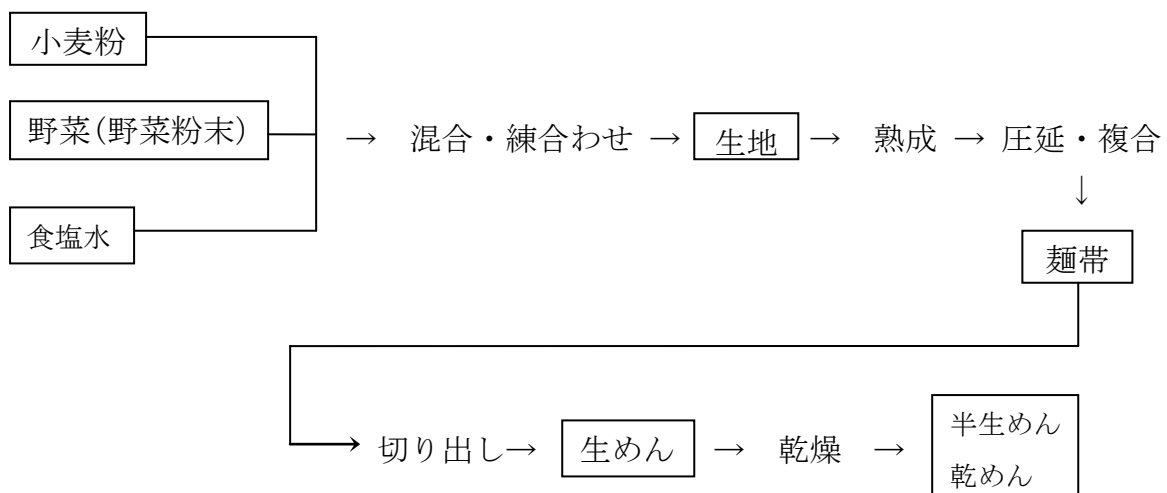 小麦粉
野菜(野菜粉末)
食塩水
→ 混合・練合わせ → 生地 → 熟成 → 圧延・複合
↓
麺帯
切り出し→ 生めん → 乾燥 → 半生めん
乾めん